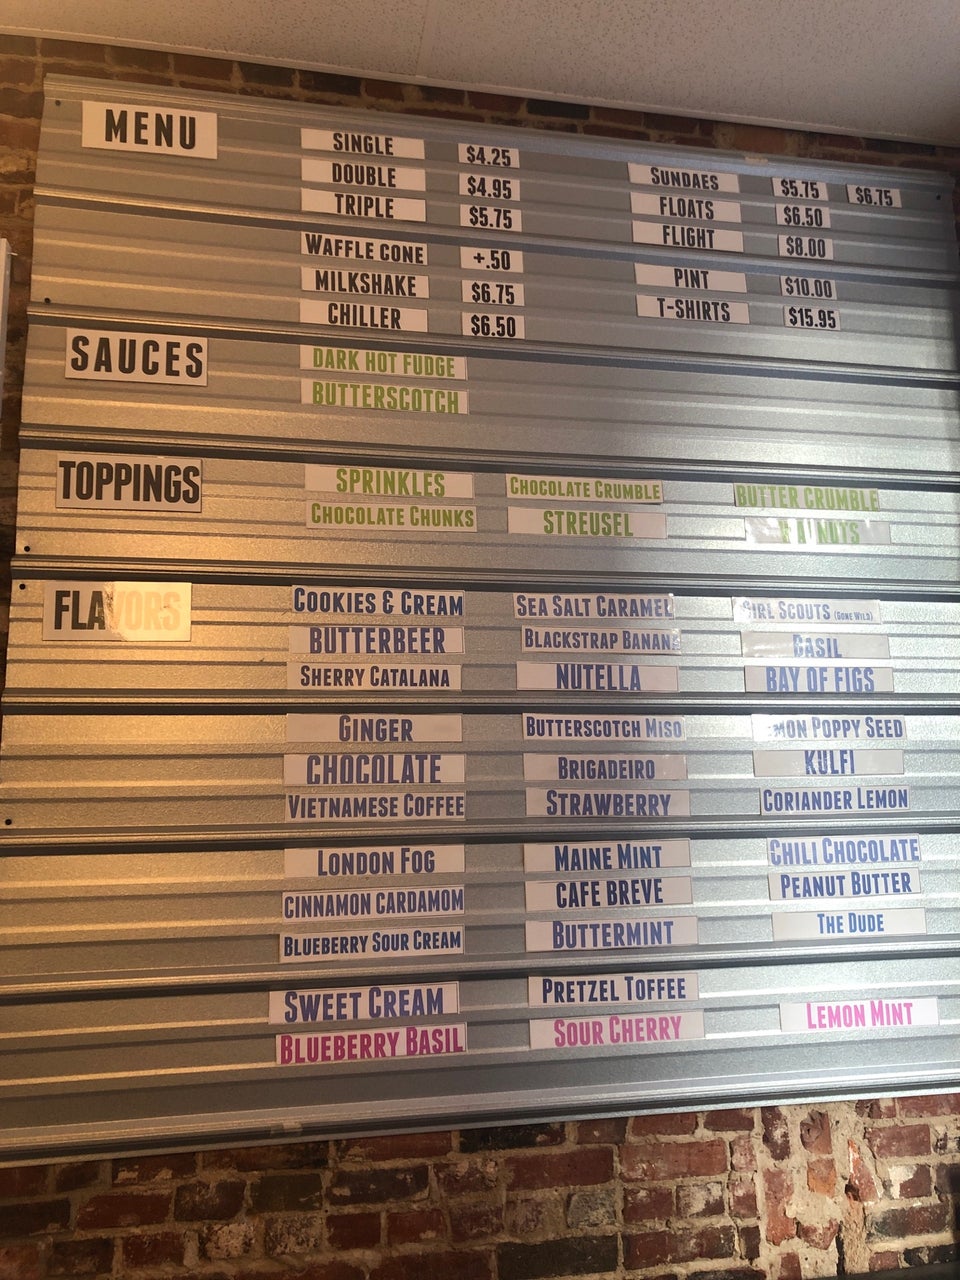 MENU
SINGLE $4.25
DOUBLE $4.95
TRIPLE $5.75
WAFFLE CONE +.50
MILKSHAKE $6.75
CHILLER $6.50
SUNDAES $5.75 $6.75
FLOATS $6.50
FLIGHT $8.00
PINT $10.00
T-SHIRTS $15.95
SAUCES
DARK HOT FUDGE
BUTTERSCOTCH
TOPPINGS
SPRINKLES
CHOCOLATE CHUNKS
CHOCOLATE CRUMBLE
STREUSEL
BUTTER CRUMBLE
FLAVORS
COOKIES & CREAM
BUTTERBEER
SHERRY CATALANA
SEA SALT CARAMEL
BLACKSTRAP BANANA
NUTELLA
GIRL SCOUTS (GONE WILD)
BASIL
BAY OF FIGS
GINGER
CHOCOLATE
VIETNAMESE COFFEE
BUTTERSCOTCH MISO
BRIGADEIRO
STRAWBERRY
LEMON POPPY SEED
KULFI
CORIANDER LEMON
LONDON FOG
CINNAMON CARDAMOM
BLUEBERRY SOUR CREAM
MAINE MINT
CAFE BREVE
BUTTERMINT
CHILI CHOCOLATE
PEANUT BUTTER
THE DUDE
SWEET CREAM
BLUEBERRY BASIL
PRETZEL TOFFEE
SOUR CHERRY
LEMON MINT